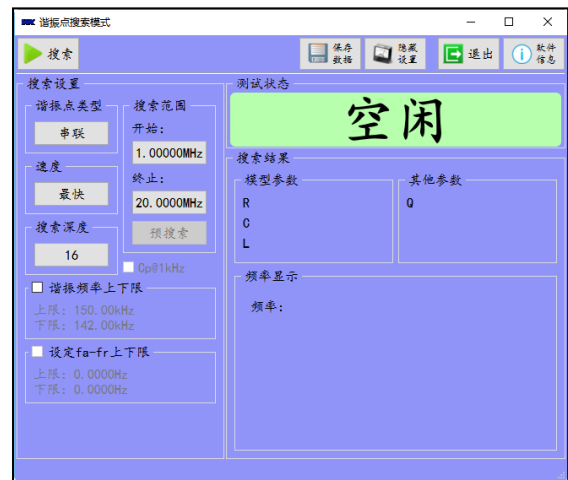 谐振点搜索模式
搜索
保存
数据
隐藏
设置
退出
软件
信息
搜索设置
谐振点类型
串联
速度
最快
搜索深度
16
搜索范围
开始:
1.00000MHz
终止:
20.0000MHz
预搜索
Cp@1kHz
谐振频率上下限
上限: 150.00kHz
下限: 142.00kHz
设定fa-fr上下限
上限: 0.0000Hz
下限: 0.0000Hz
测试状态
空闲
搜索结果
模型参数
R
C
L
其他参数
Q
频率显示
频率: